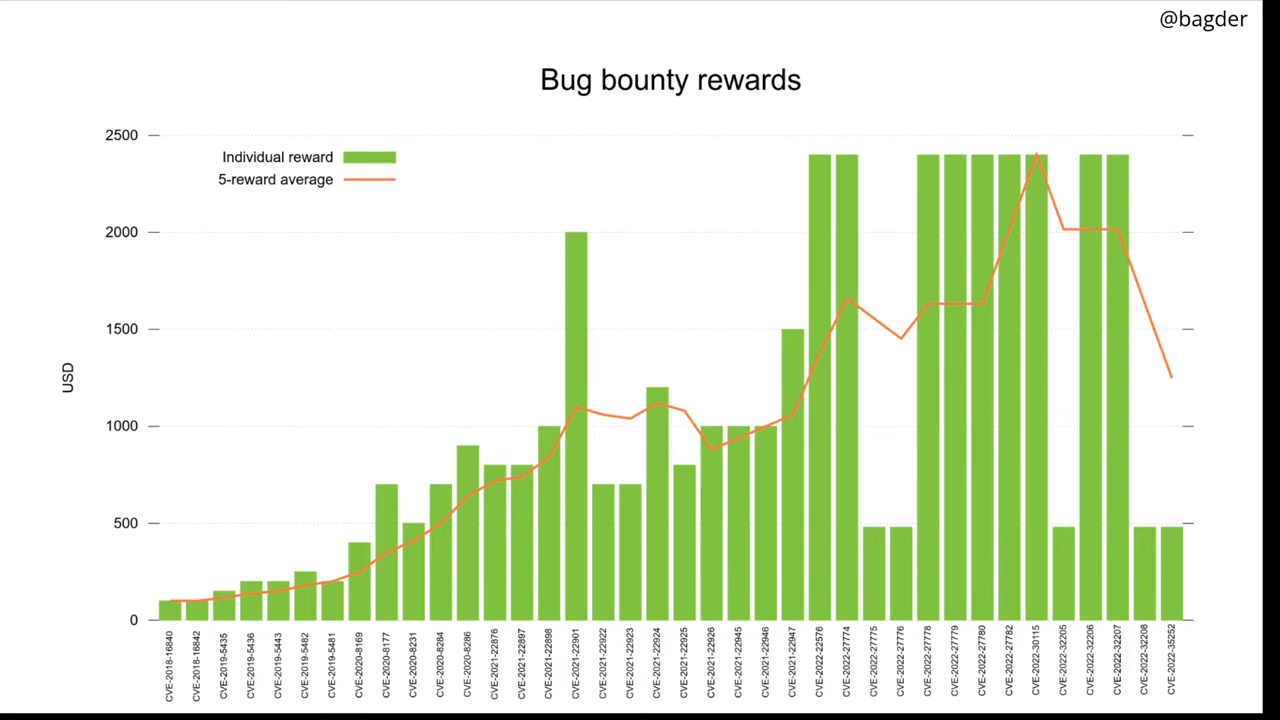 @bagder
Bug bounty rewards
2500
2000
1500
1000
500
0
USD
Individual reward
5-reward average
CVE-2018-16840
CVE-2018-16842
CVE-2019-5435
CVE-2019-5436
CVE-2019-5443
CVE-2019-5482
CVE-2019-5481
CVE-2020-8169
CVE-2020-8177
CVE-2020-8231
CVE-2020-8284
CVE-2020-8286
CVE-2021-22876
CVE-2021-22897
CVE-2021-22898
CVE-2021-22901
CVE-2021-22922
CVE-2021-22923
CVE-2021-22924
CVE-2021-22925
CVE-2021-22926
CVE-2021-22945
CVE-2021-22946
CVE-2021-22947
CVE-2022-22576
CVE-2022-27774
CVE-2022-27775
CVE-2022-27776
CVE-2022-27778
CVE-2022-27779
CVE-2022-27780
CVE-2022-27782
CVE-2022-30115
CVE-2022-32205
CVE-2022-32206
CVE-2022-32207
CVE-2022-32208
CVE-2022-35252